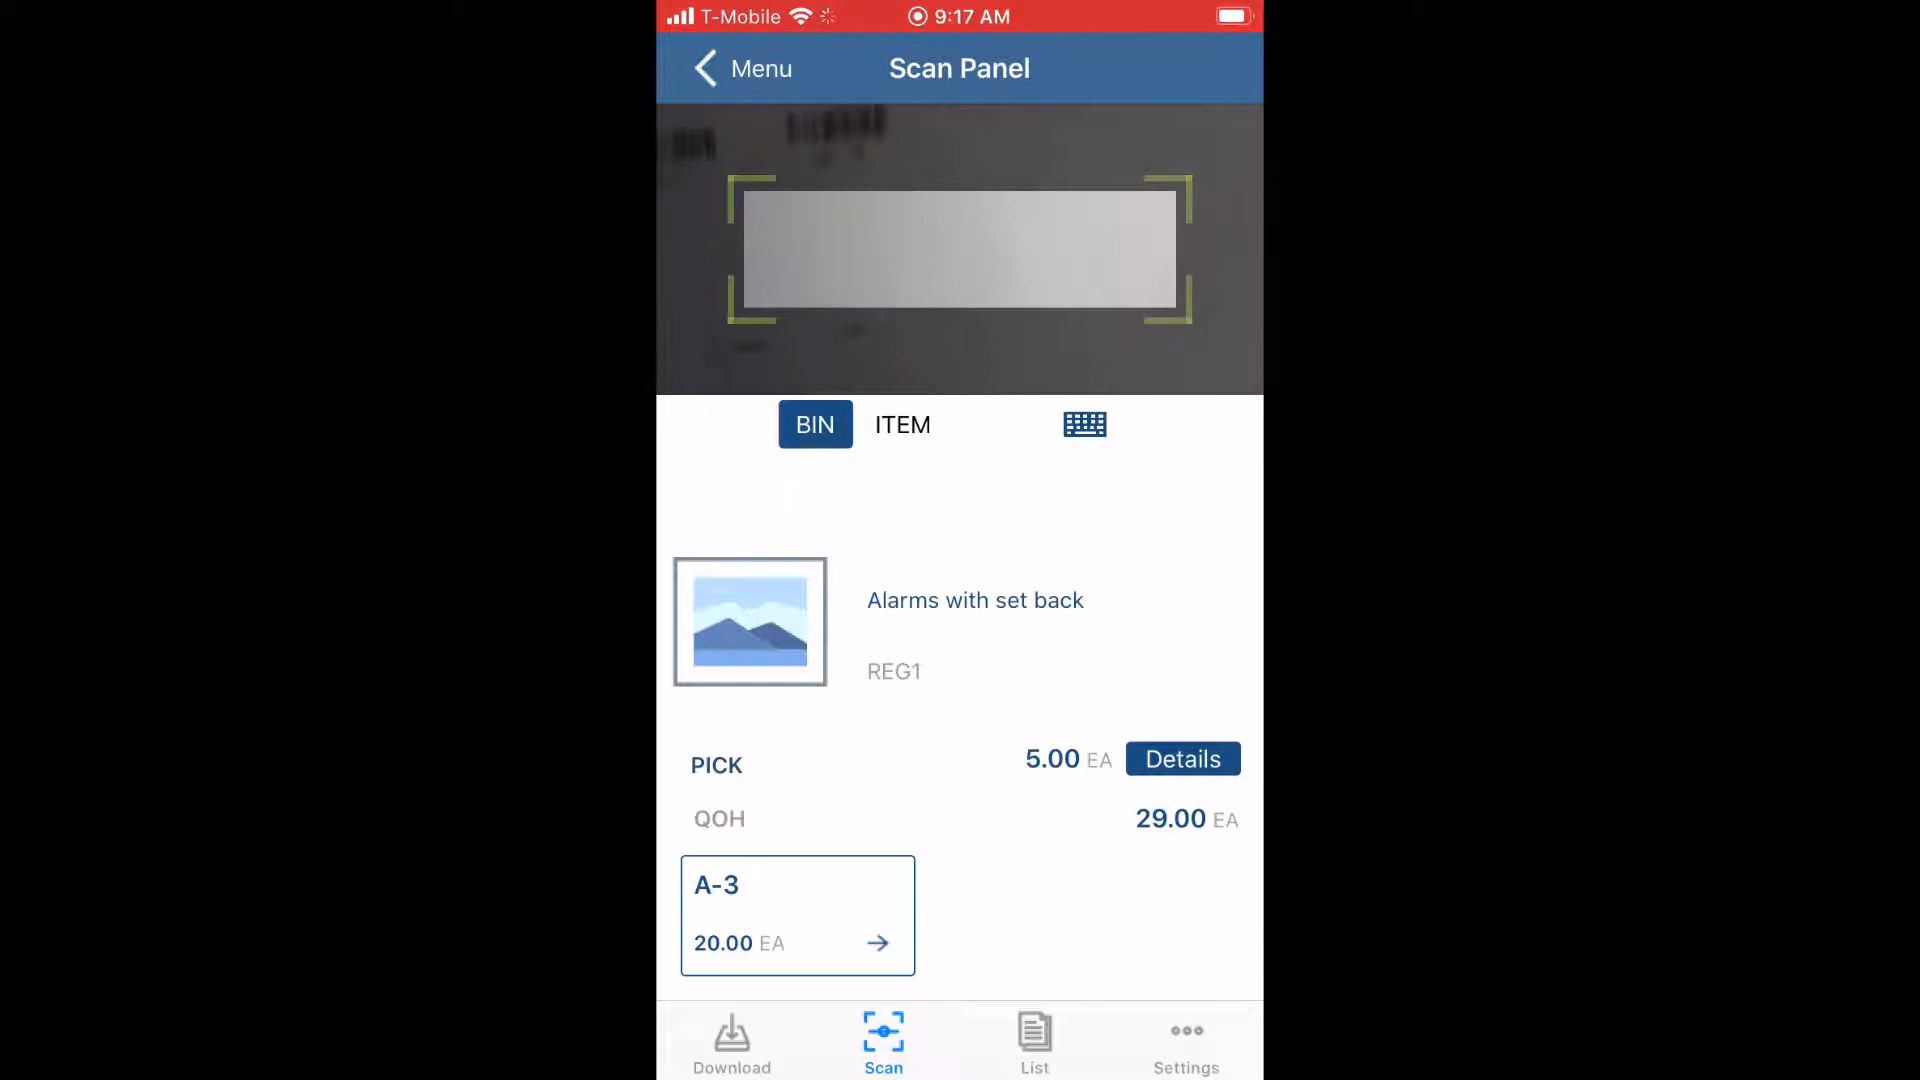 T-Mobile 9:17 AM
Menu Scan Panel
BIN ITEM
Alarms with set back
REG1
PICK 5.00 EA Details
QOH 29.00 EA
A-3
20.00 EA
Download Scan List Settings